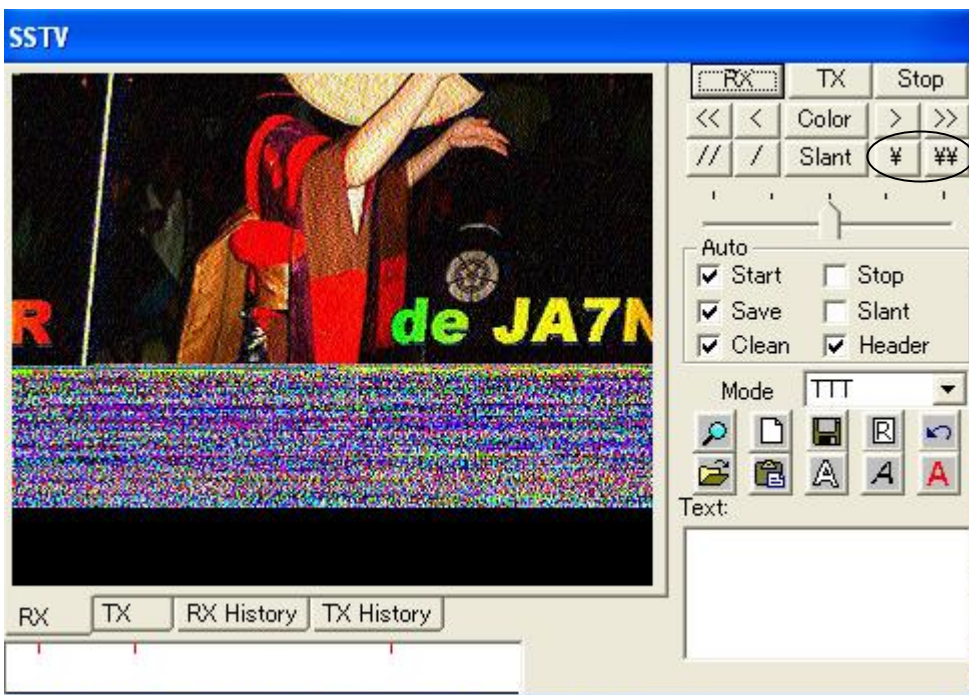 SSTV
RX TX Stop
<< < Color > >>
// / Slant ¥ ¥¥
Auto
Start Stop
Save Slant
Clean Header
Mode TTT
R
A A A
Text:
R de JA7N
RX TX RX History TX History